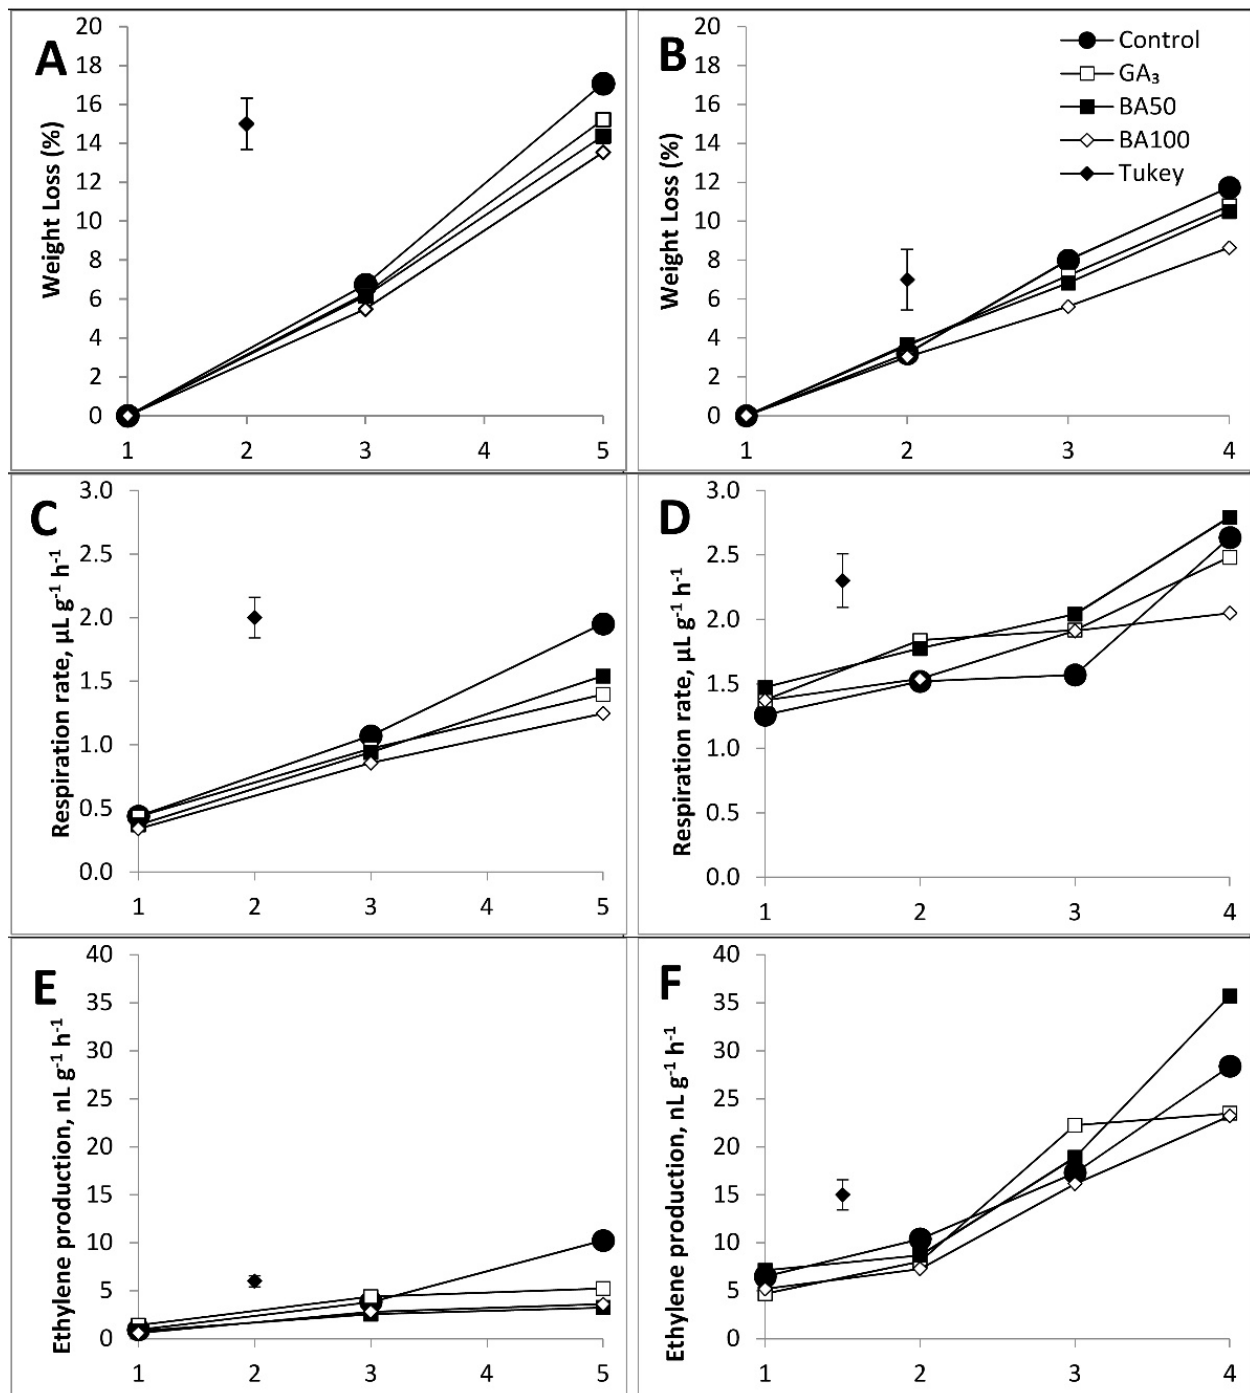 A
Weight Loss (%)
20
18
16
14
12
10
8
6
4
2
0
1 2 3 4 5
B
Weight Loss (%)
20
18
16
14
12
10
8
6
4
2
0
1 2 3 4
Control
GA₃
BA50
BA100
Tukey
C
Respiration rate, µL g⁻¹ h⁻¹
3.0
2.5
2.0
1.5
1.0
0.5
0.0
1 2 3 4 5
D
Respiration rate, µL g⁻¹ h⁻¹
3.0
2.5
2.0
1.5
1.0
0.5
0.0
1 2 3 4
E
Ethylene production, nL g⁻¹ h⁻¹
40
35
30
25
20
15
10
5
0
1 2 3 4 5
F
Ethylene production, nL g⁻¹ h⁻¹
40
35
30
25
20
15
10
5
0
1 2 3 4